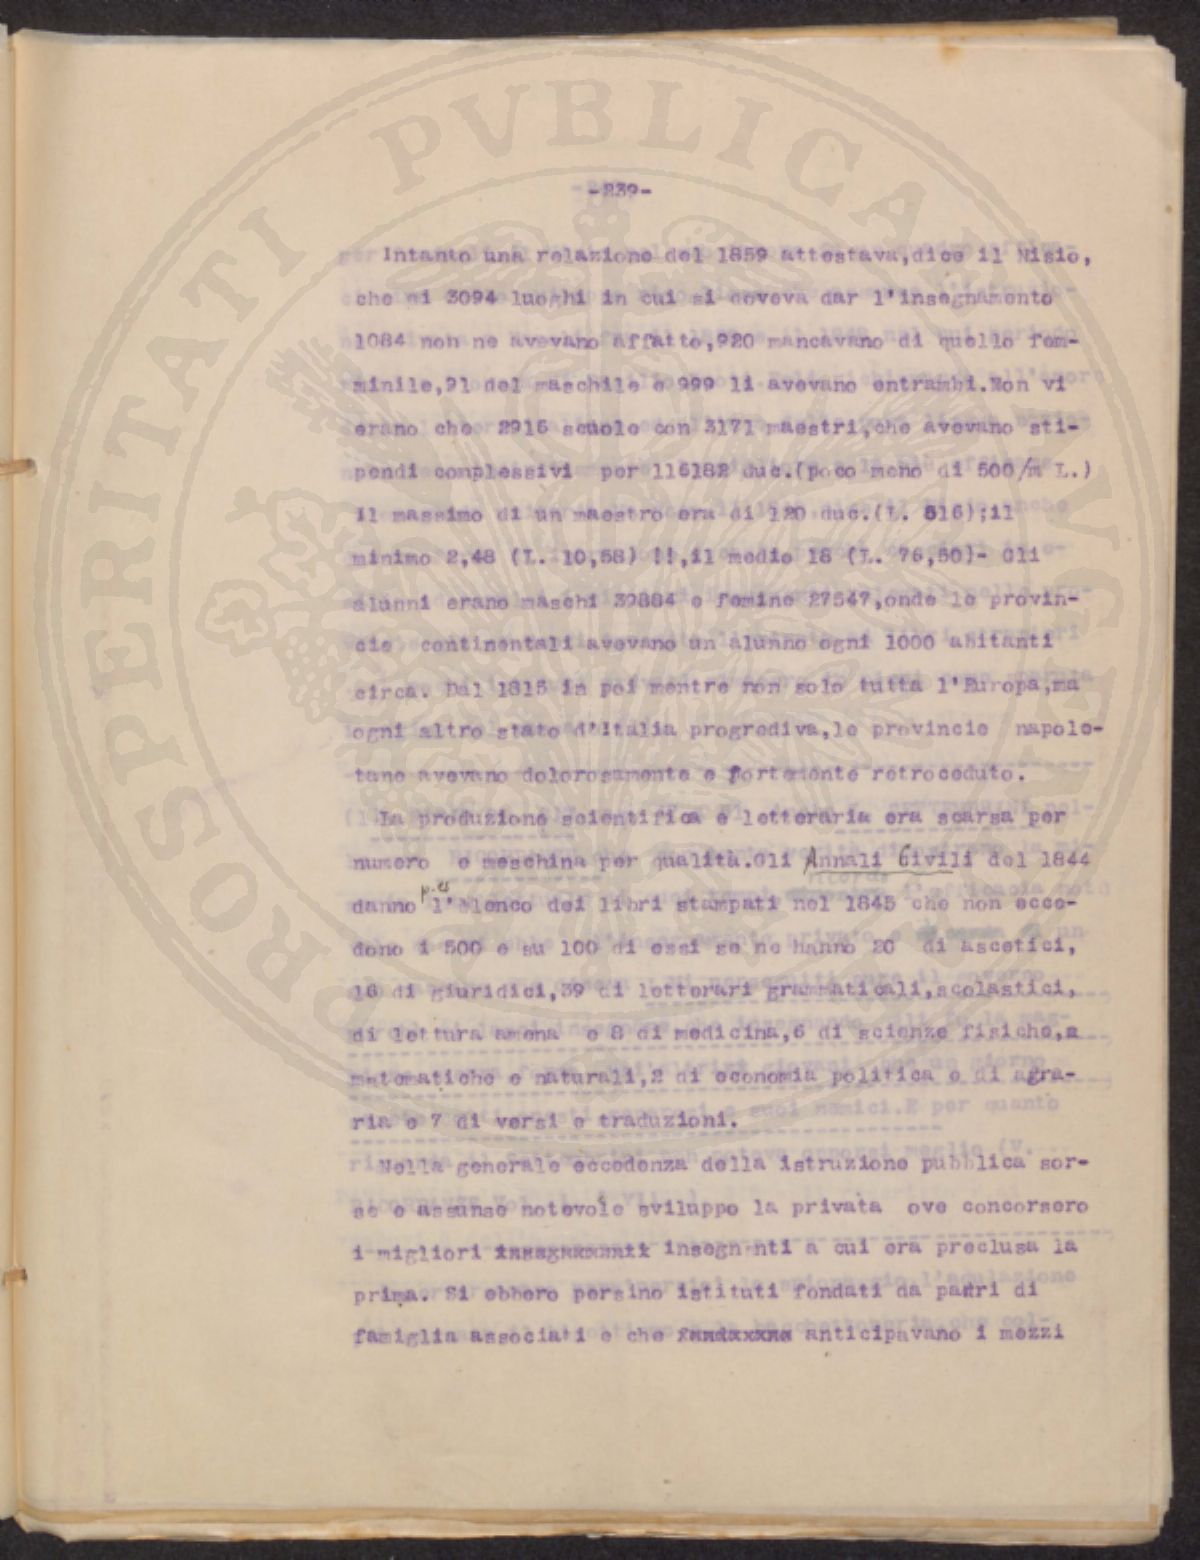 -239-
Intanto una relazione del 1859 attestava,dice il Nisio,
che ni 3094 luoghi in cui si doveva dar l'insegnamento
1084 non ne avevano affatto,920 mancavano di quello fem-
minile,91 del maschile e 999 li avevano entrambi.Non vi
erano che 2915 scuole con 3171 maestri,che avevano sti-
pendi complessivi per 116182 duc.(poco meno di 500/m L.)
Il massimo di un maestro era di 120 duc.(L. 516);il
minimo 2,48 (L. 10,58) !!,il medio 18 (L. 76,50)- Gli
alunni erano maschi 39884 e femine 27547,onde le provin-
cie continentali avevano un alunno ogni 1000 abitanti
circa. Dal 1815 in poi mentre non solo tutta l'Europa,ma
ogni altro stato d'Italia progrediva,le provincie napole-
tane avevano dolorosamente e fortemente retroceduto.
La produzione scientifica e letteraria era scarsa per
numero e meschina per qualità.Gli Annali Civili del 1844
danno p.es l'elenco dei libri stampati nel 1845 che non ecce-
dono i 500 e su 100 di essi se ne hanno 20 di ascetici,
16 di giuridici,39 di letterari grammaticali,scolastici,
di lettura amena e 8 di medicina,6 di scienze fisiche,a
matematiche e naturali,2 di economia politica e di agra-
ria e 7 di versi e traduzioni.
Nella generale eccedenza della istruzione pubblica sor-
se e assunse notevole sviluppo la privata ove concorsero
i migliori insegnanti a cui era preclusa la
prima. Si ebbero persino istituti fondati da padri di
famiglia associati e che anticipavano i mezzi
PROSPERITATI PVBLICAE AVGENDAE